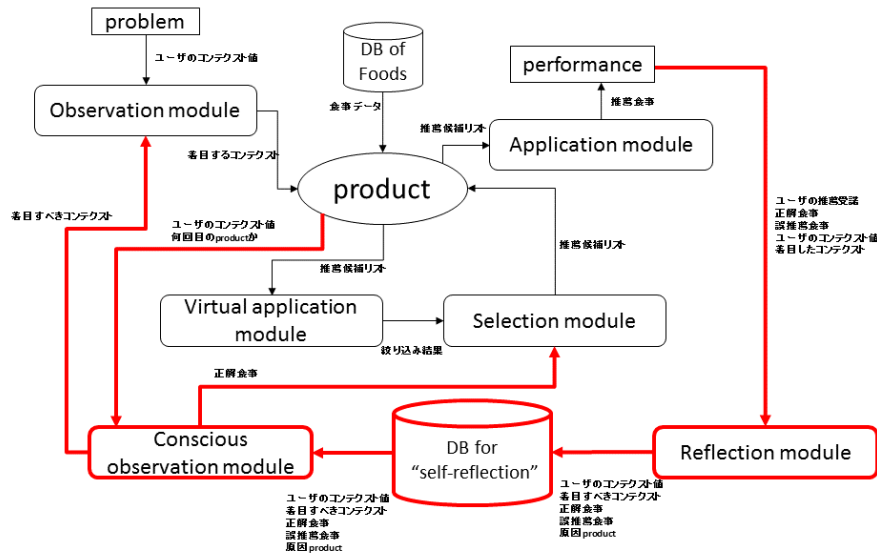 problem
ユーザのコンテクスト値
DB of
Foods
performance
Observation module
食事データ
推薦候補リスト
推薦食事
Application module
着目するコンテクスト
product
着目すべきコンテクスト
ユーザのコンテクスト値
何回目のproductか
ユーザの推薦受諾
正解食事
誤推薦食事
ユーザのコンテクスト値
着目したコンテクスト
推薦候補リスト
推薦候補リスト
Virtual application
module
Selection module
絞り込み結果
正解食事
Conscious
observation module
DB for
“self-reflection”
Reflection module
ユーザのコンテクスト値
着目すべきコンテクスト
正解食事
誤推薦食事
原因product
ユーザのコンテクスト値
着目すべきコンテクスト
正解食事
誤推薦食事
原因product